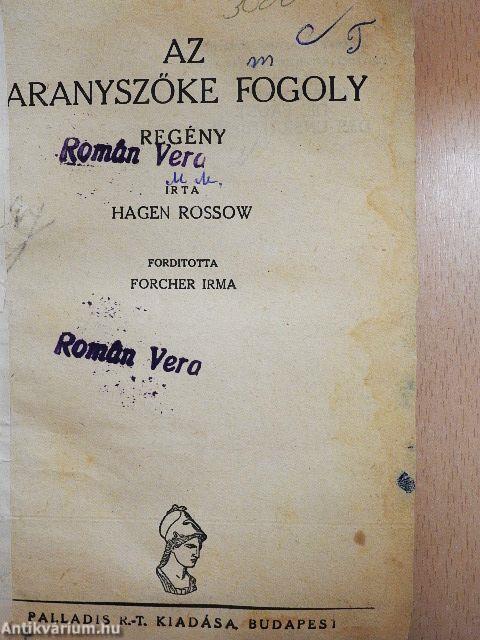 AZ
ARANYSZŐKE FOGOLY
REGÉNY
Román Vera
IRTA
HAGEN ROSSOW
FORDITOTTA
FORCHER IRMA
Román Vera
PALLADIS R.-T. KIADÁSA, BUDAPEST
Antikvarium.hu